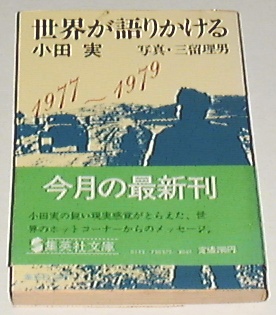 世界が語りかける
小田 実
写真・三留理男
1977
～1979
今月の最新刊
小田実の鋭い現実感覚がとらえた、世
界のホットコーナーからのメッセージ。
集英社文庫